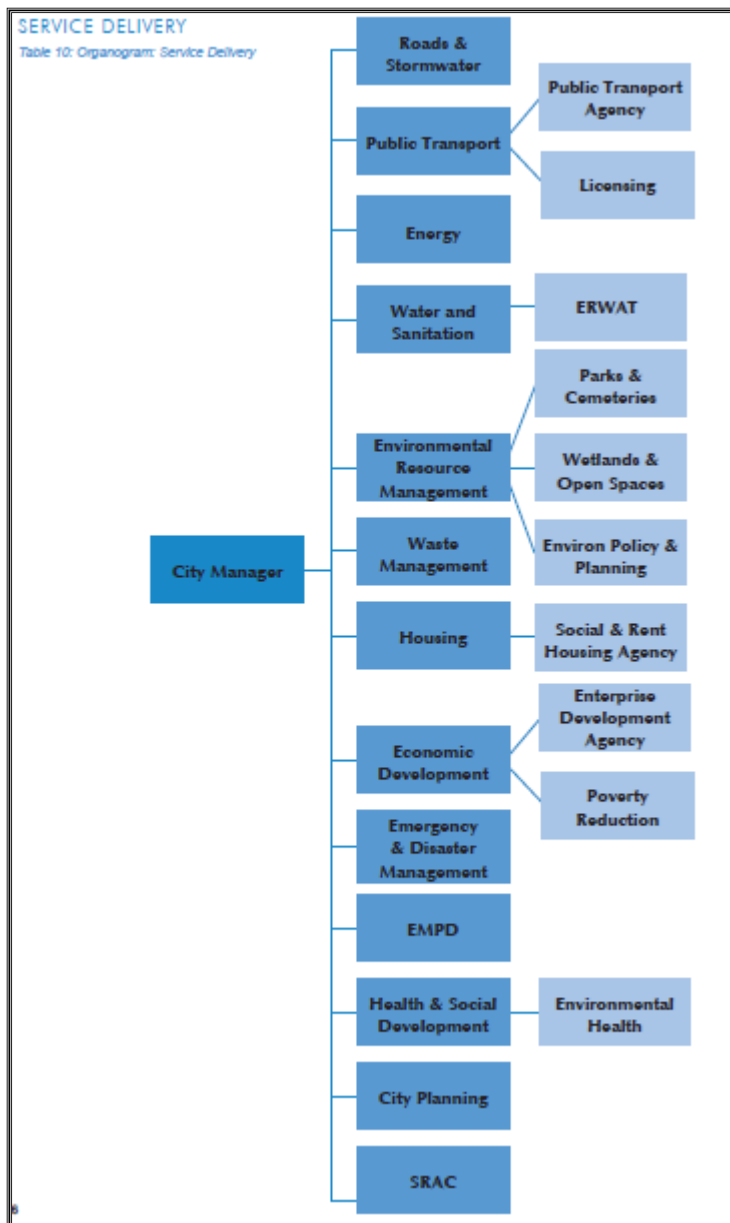 SERVICE DELIVERY
Table 10: Organogram: Service Delivery
Roads &
Stormwater
Public Transport
Agency
Public Transport
Licensing
Energy
Water and
Sanitation
ERWAT
Parks &
Cemeteries
Environmental
Resource
Management
Wetlands &
Open Spaces
Environ Policy &
Planning
Waste
Management
City Manager
Housing
Social & Rent
Housing Agency
Enterprise
Development
Agency
Economic
Development
Poverty
Reduction
Emergency
& Disaster
Management
EMPD
Health & Social
Development
Environmental
Health
City Planning
SRAC
6